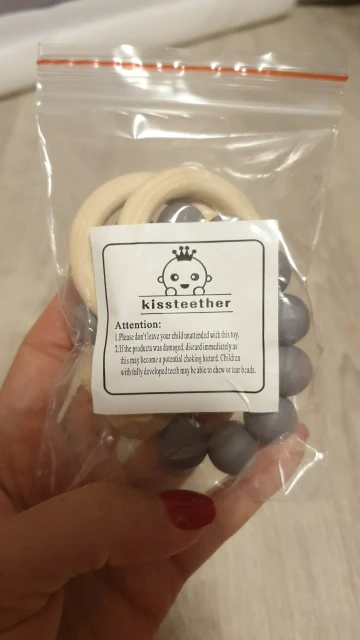 kissteether
Attention:
1.Please don't leave your child unattended with this toy.
2.If the products was damaged, discard immediately as
this may become a potential choking hazard. Children
with fully developed teeth may be able to chew or tear beads.